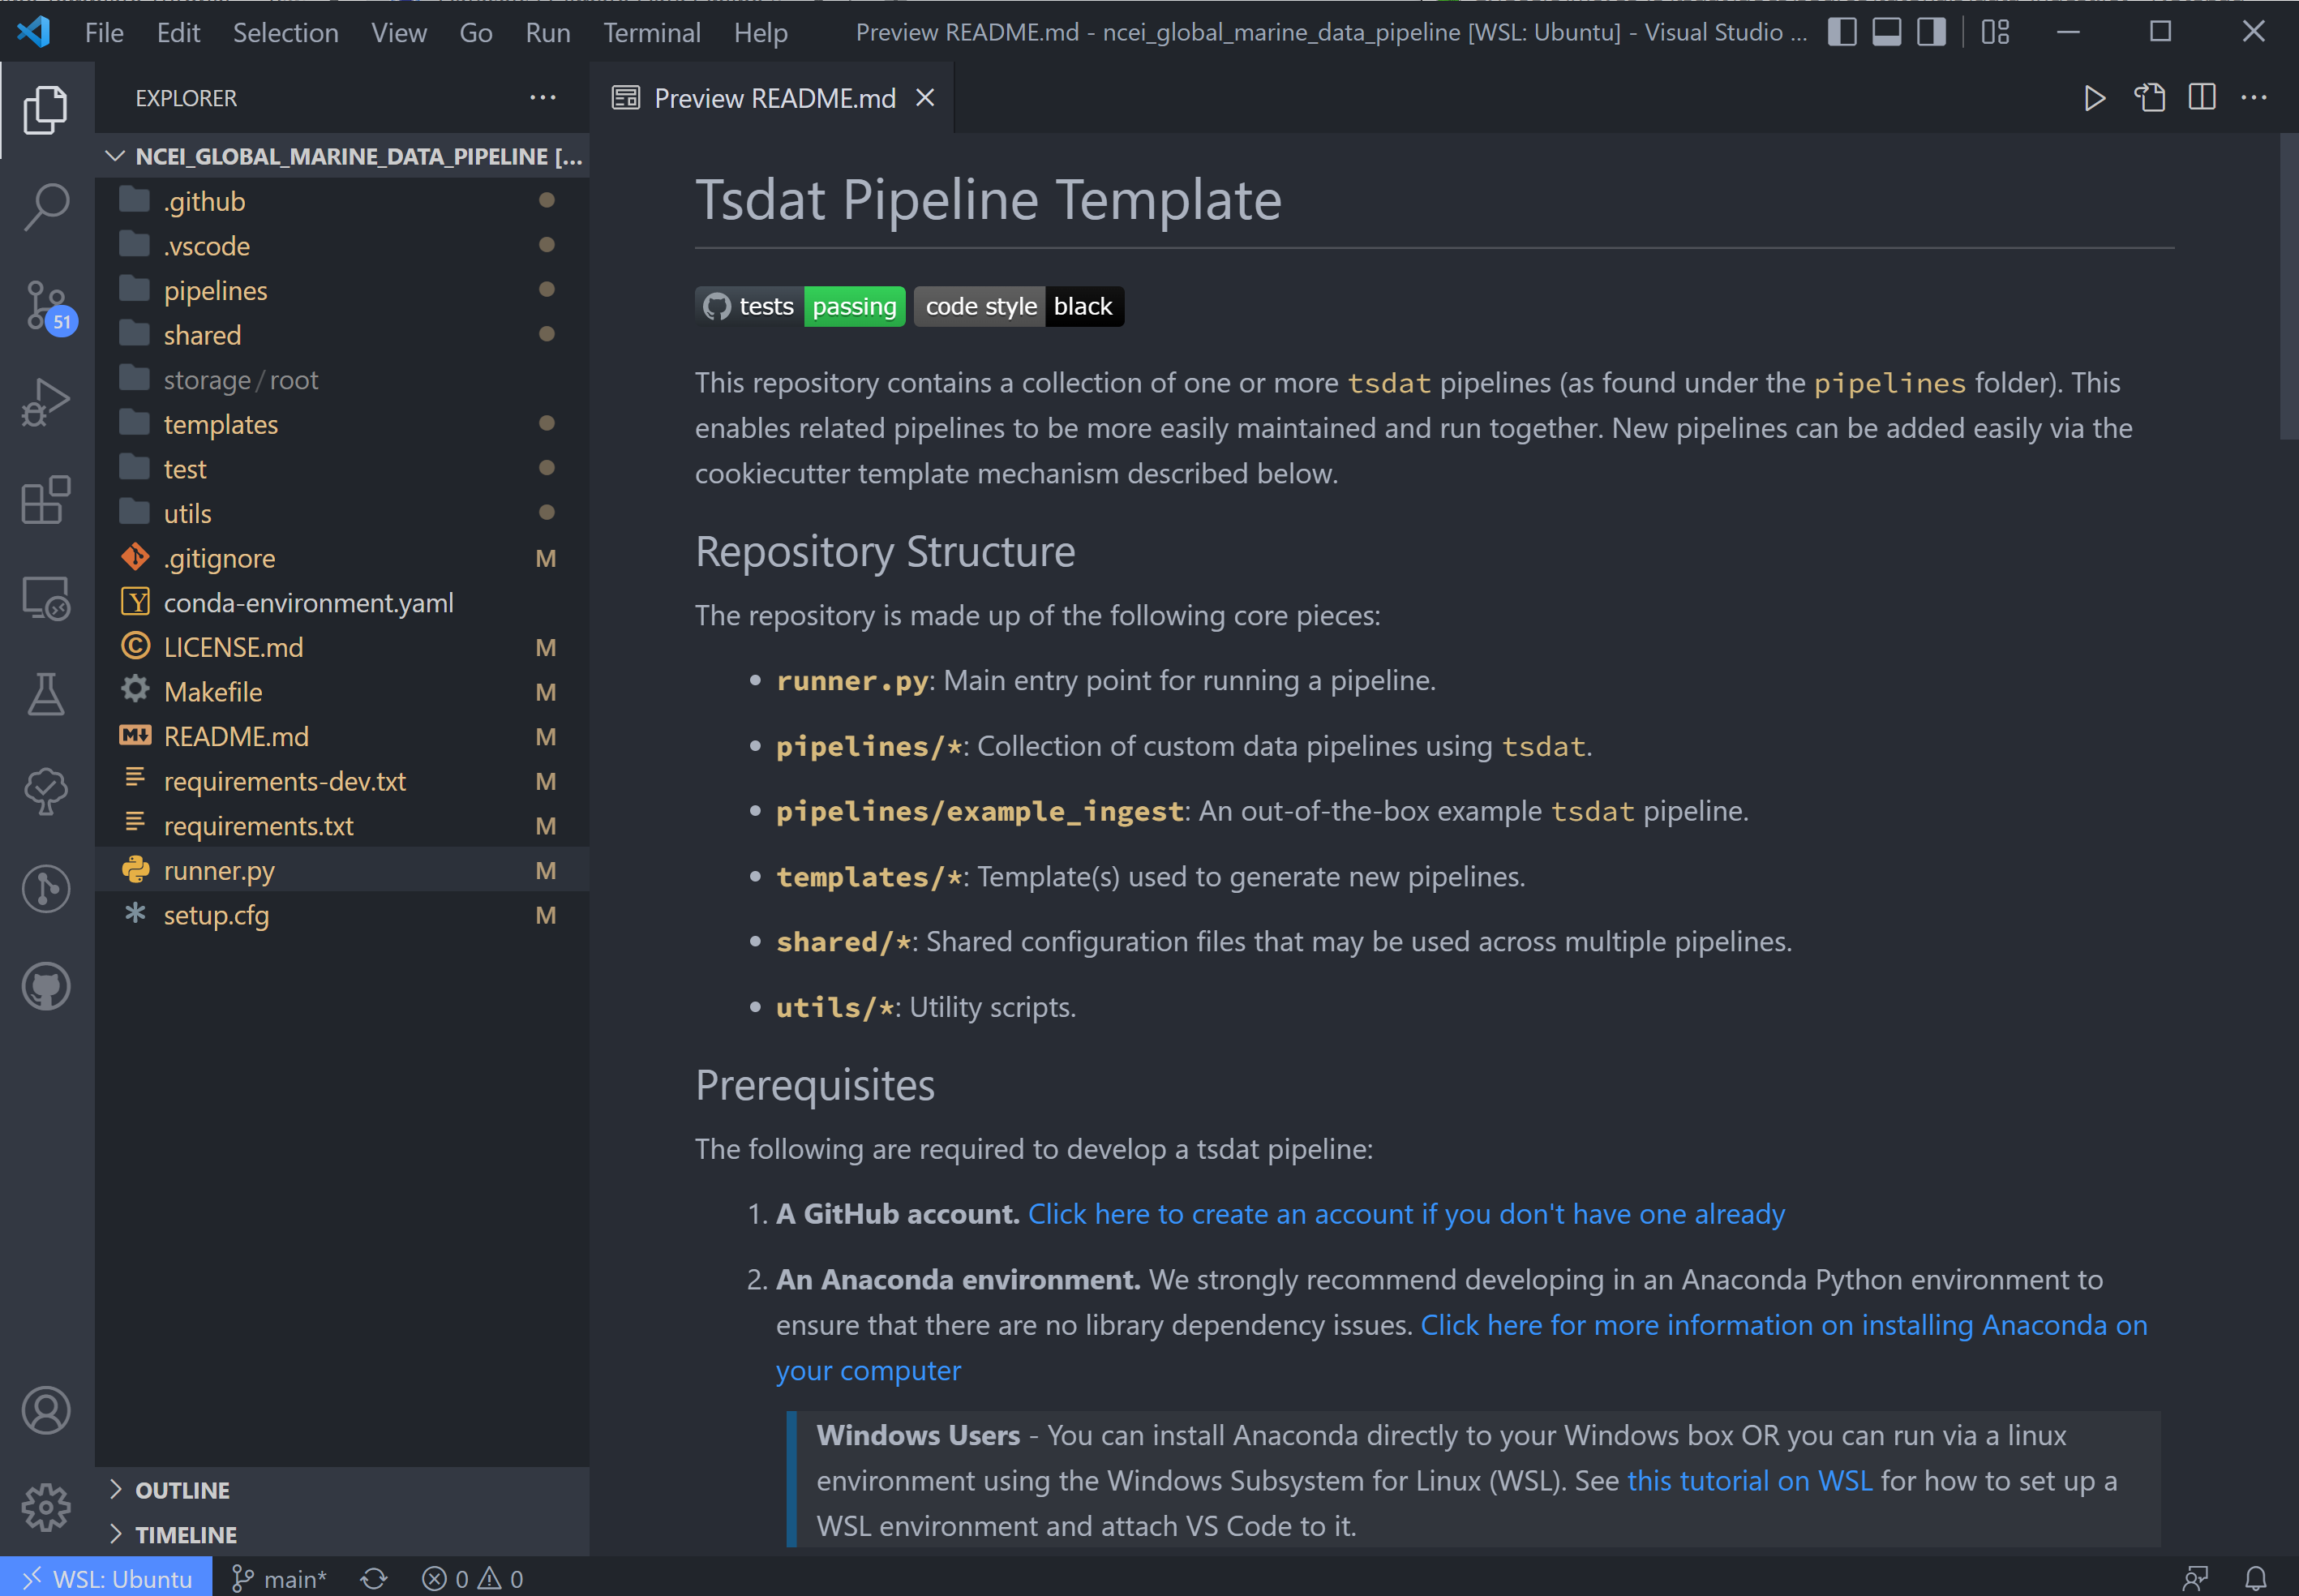 File Edit Selection View Go Run Terminal Help Preview README.md - ncei_global_marine_data_pipeline [WSL: Ubuntu] - Visual Studio ...
EXPLORER
NCEI_GLOBAL_MARINE_DATA_PIPELINE [...
.github
.vscode
pipelines
shared
storage/root
templates
test
utils
.gitignore M
Y conda-environment.yaml
LICENSE.md M
Makefile M
README.md M
requirements-dev.txt M
requirements.txt M
runner.py M
setup.cfg M
51
OUTLINE
TIMELINE
Preview README.md
Tsdat Pipeline Template
tests passing code style black
This repository contains a collection of one or more tsdat pipelines (as found under the pipelines folder). This
enables related pipelines to be more easily maintained and run together. New pipelines can be added easily via the
cookiecutter template mechanism described below.
Repository Structure
The repository is made up of the following core pieces:
• runner.py: Main entry point for running a pipeline.
• pipelines/*: Collection of custom data pipelines using tsdat.
• pipelines/example_ingest: An out-of-the-box example tsdat pipeline.
• templates/*: Template(s) used to generate new pipelines.
• shared/*: Shared configuration files that may be used across multiple pipelines.
• utils/*: Utility scripts.
Prerequisites
The following are required to develop a tsdat pipeline:
1. A GitHub account. Click here to create an account if you don't have one already
2. An Anaconda environment. We strongly recommend developing in an Anaconda Python environment to
ensure that there are no library dependency issues. Click here for more information on installing Anaconda on
your computer
Windows Users - You can install Anaconda directly to your Windows box OR you can run via a linux
environment using the Windows Subsystem for Linux (WSL). See this tutorial on WSL for how to set up a
WSL environment and attach VS Code to it.
WSL: Ubuntu main* 0 0